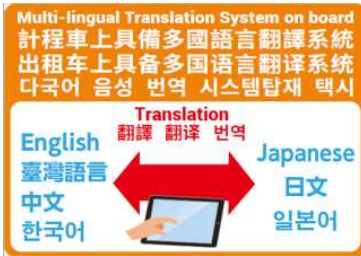 Multi-lingual Translation System on board
計程車上具備多國語言翻譯系統
出租车上具备多国语言翻译系统
다국어 음성 번역 시스템탑재 택시
Translation
翻譯 翻译 번역
English
臺灣語言
中文
한국어
Japanese
日文
일본어